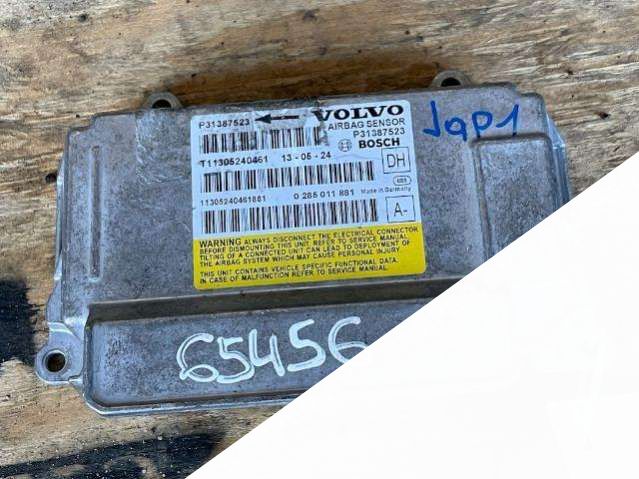 P31387523 VOLVO
AIRBAG SENSOR
P31387523
BOSCH
T11305240461 13-05-24
DH
11305240461881 0 285 011 881 Made in Germany
A-
WARNING ALWAYS DISCONNECT THE ELECTRICAL CONNECTOR
BEFORE DISMOUNTING THIS UNIT. REFER TO SERVICE MANUAL.
TILTING OF A CONNECTED UNIT CAN LEAD TO DEPLOYMENT OF
THE AIRBAG SYSTEM WHICH MAY CAUSE PERSONAL INJURY.
THIS UNIT CONTAINS VEHICLE SPECIFIC FUNCTIONAL DATA.
IN CASE OF MALFUNCTION REFER TO SERVICE MANUAL.
JapA
65456